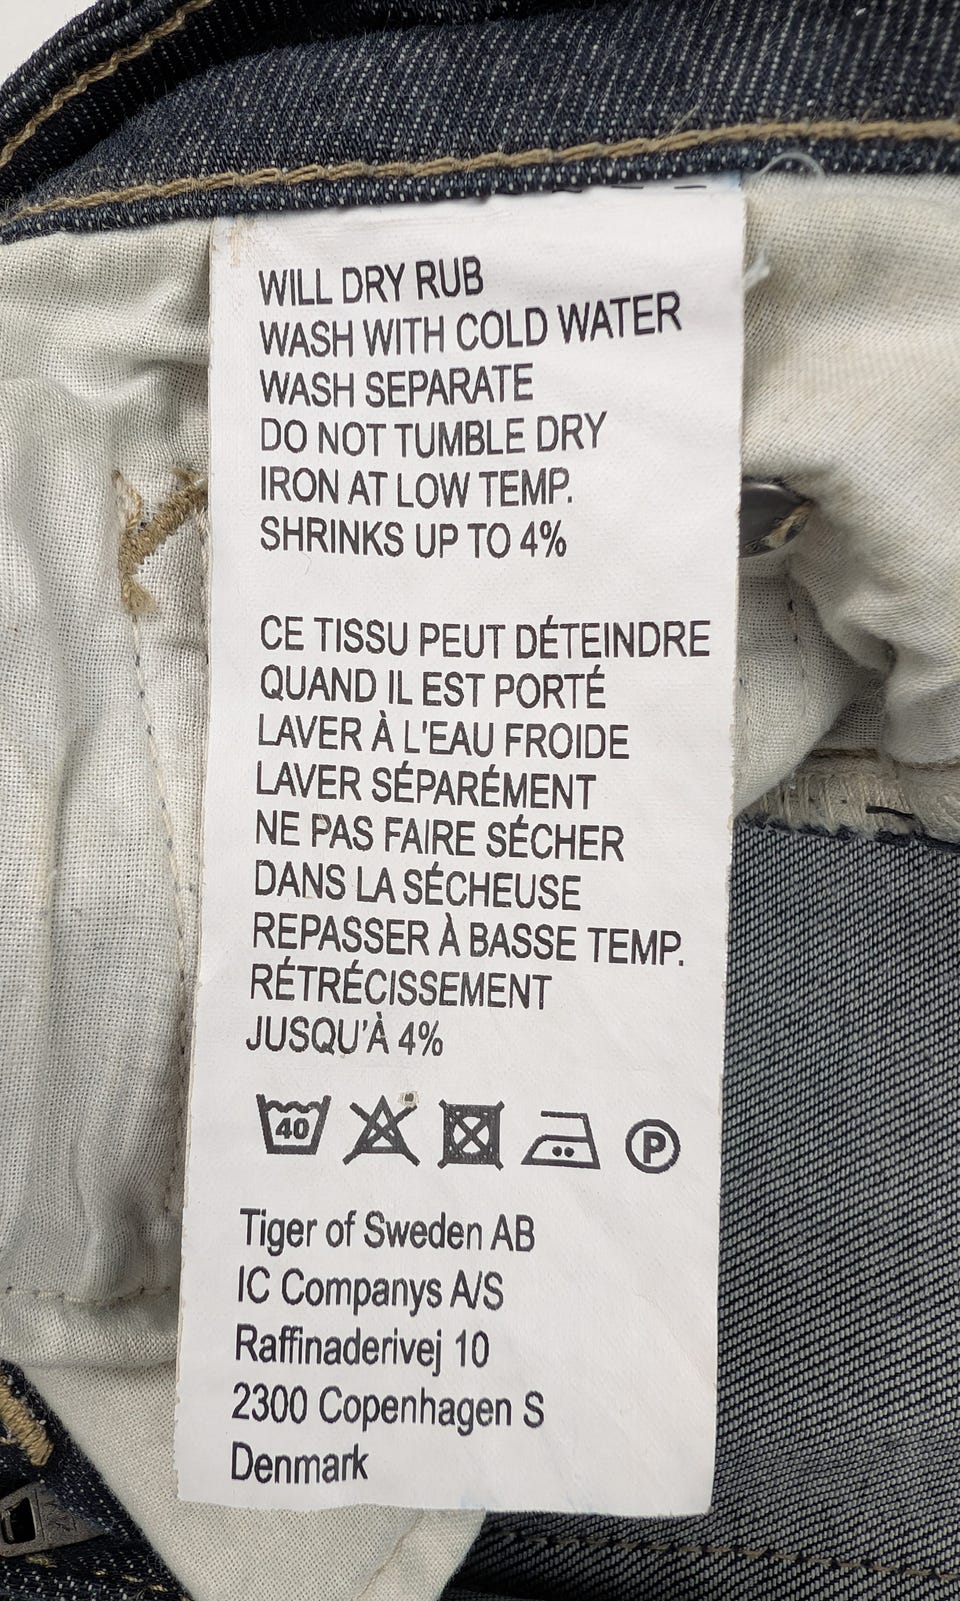 WILL DRY RUB
WASH WITH COLD WATER
WASH SEPARATE
DO NOT TUMBLE DRY
IRON AT LOW TEMP.
SHRINKS UP TO 4%
CE TISSU PEUT DÉTEINDRE
QUAND IL EST PORTÉ
LAVER À L'EAU FROIDE
LAVER SÉPARÉMENT
NE PAS FAIRE SÉCHER
DANS LA SÉCHEUSE
REPASSER À BASSE TEMP.
RÉTRÉCISSEMENT
JUSQU'À 4%
40 P
Tiger of Sweden AB
IC Companys A/S
Raffinaderivej 10
2300 Copenhagen S
Denmark